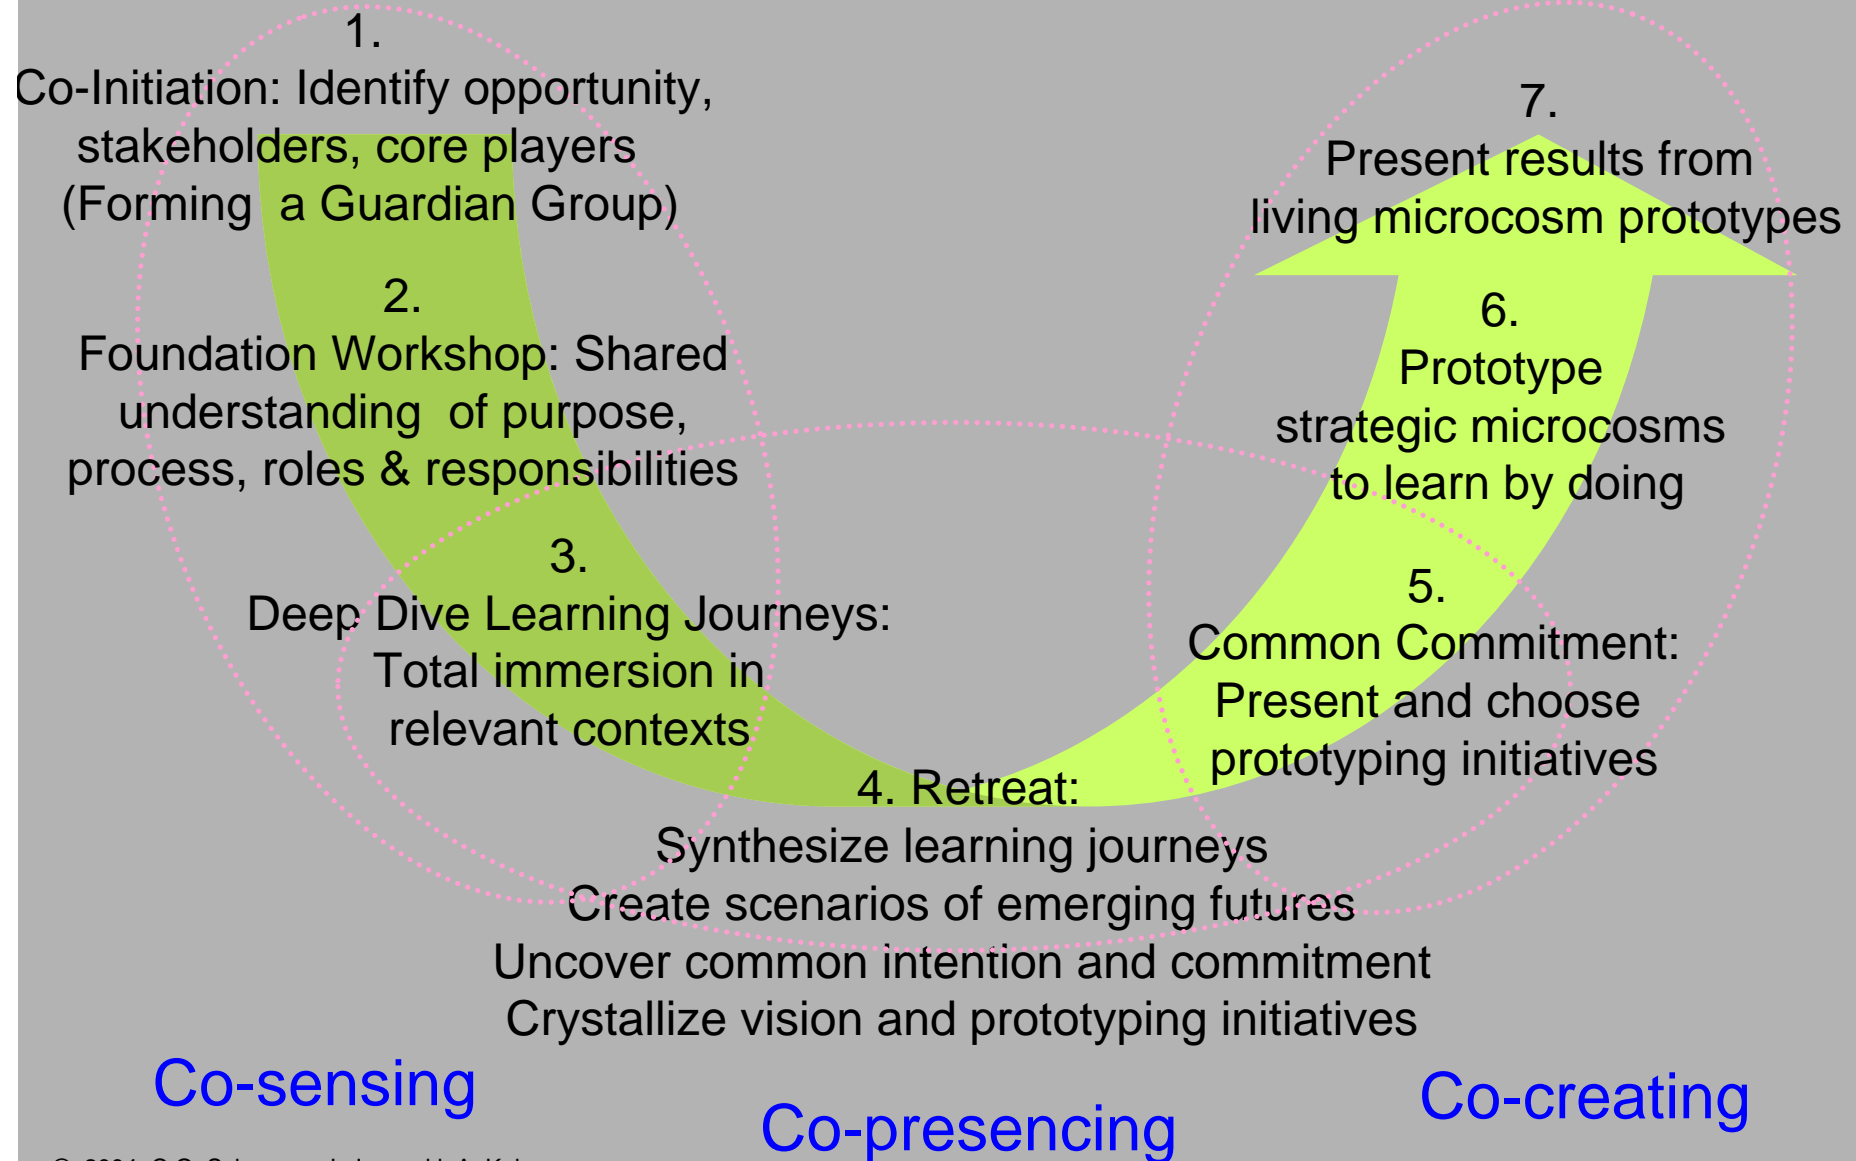 1.
Co-Initiation: Identify opportunity,
stakeholders, core players
(Forming a Guardian Group)
2.
Foundation Workshop: Shared
understanding of purpose,
process, roles & responsibilities
3.
Deep Dive Learning Journeys:
Total immersion in
relevant contexts
4. Retreat:
Synthesize learning journeys
Create scenarios of emerging futures
Uncover common intention and commitment
Crystallize vision and prototyping initiatives
5.
Common Commitment:
Present and choose
prototyping initiatives
6.
Prototype
strategic microcosms
to learn by doing
7.
Present results from
living microcosm prototypes
Co-sensing
Co-presencing
Co-creating